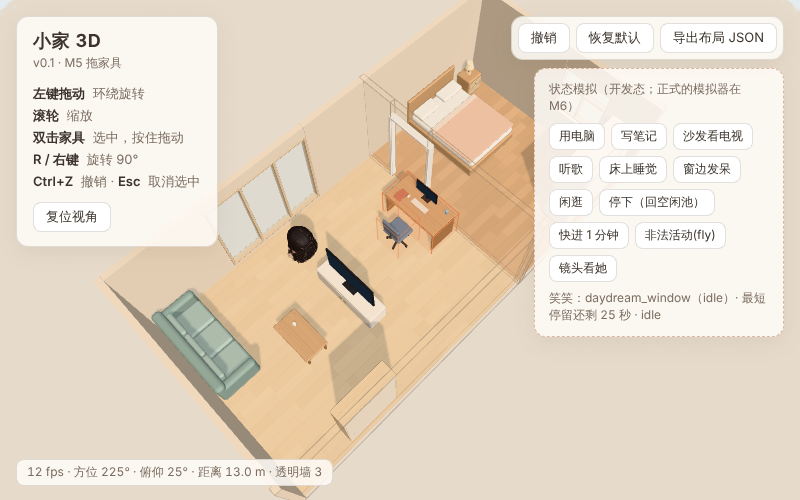 小家 3D
v0.1 · M5 拖家具
左键拖动 环绕旋转
滚轮 缩放
双击家具 选中，按住拖动
R / 右键 旋转 90°
Ctrl+Z 撤销 · Esc 取消选中
复位视角
撤销 恢复默认 导出布局 JSON
状态模拟（开发态；正式的模拟器在
M6）
用电脑 写笔记 沙发看电视
听歌 床上睡觉 窗边发呆
闲逛 停下（回空闲池）
快进 1 分钟 非法活动(fly)
镜头看她
笑笑：daydream_window（idle）· 最短
停留还剩 25 秒 · idle
12 fps · 方位 225° · 俯仰 25° · 距离 13.0 m · 透明墙 3